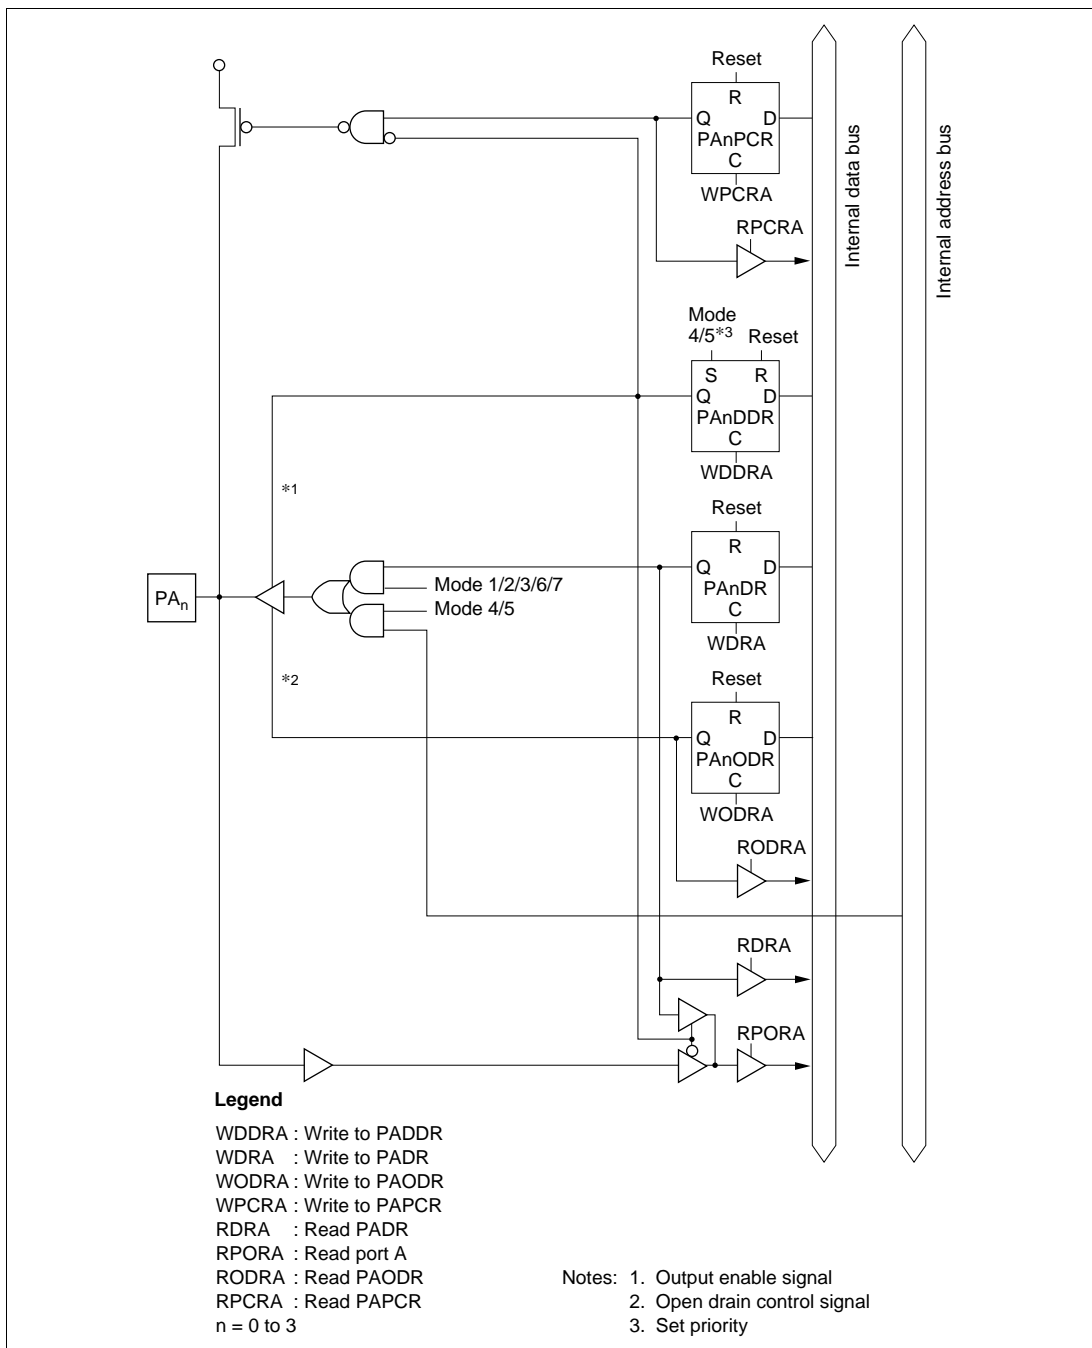 Reset
R
Q D
PAnPCR
C
WPCRA
RPCRA
Internal data bus
Internal address bus
Mode
4/5*3 Reset
S R
Q D
PAnDDR
C
WDDRA
*1
Reset
R
Q D
PAnDR
C
WDRA
Mode 1/2/3/6/7
Mode 4/5
PAn
*2
Reset
R
Q D
PAnODR
C
WODRA
RODRA
RDRA
RPORA
Legend
WDDRA : Write to PADDR
WDRA : Write to PADR
WODRA : Write to PAODR
WPCRA : Write to PAPCR
RDRA : Read PADR
RPORA : Read port A
RODRA : Read PAODR
RPCRA : Read PAPCR
n = 0 to 3
Notes: 1. Output enable signal
2. Open drain control signal
3. Set priority